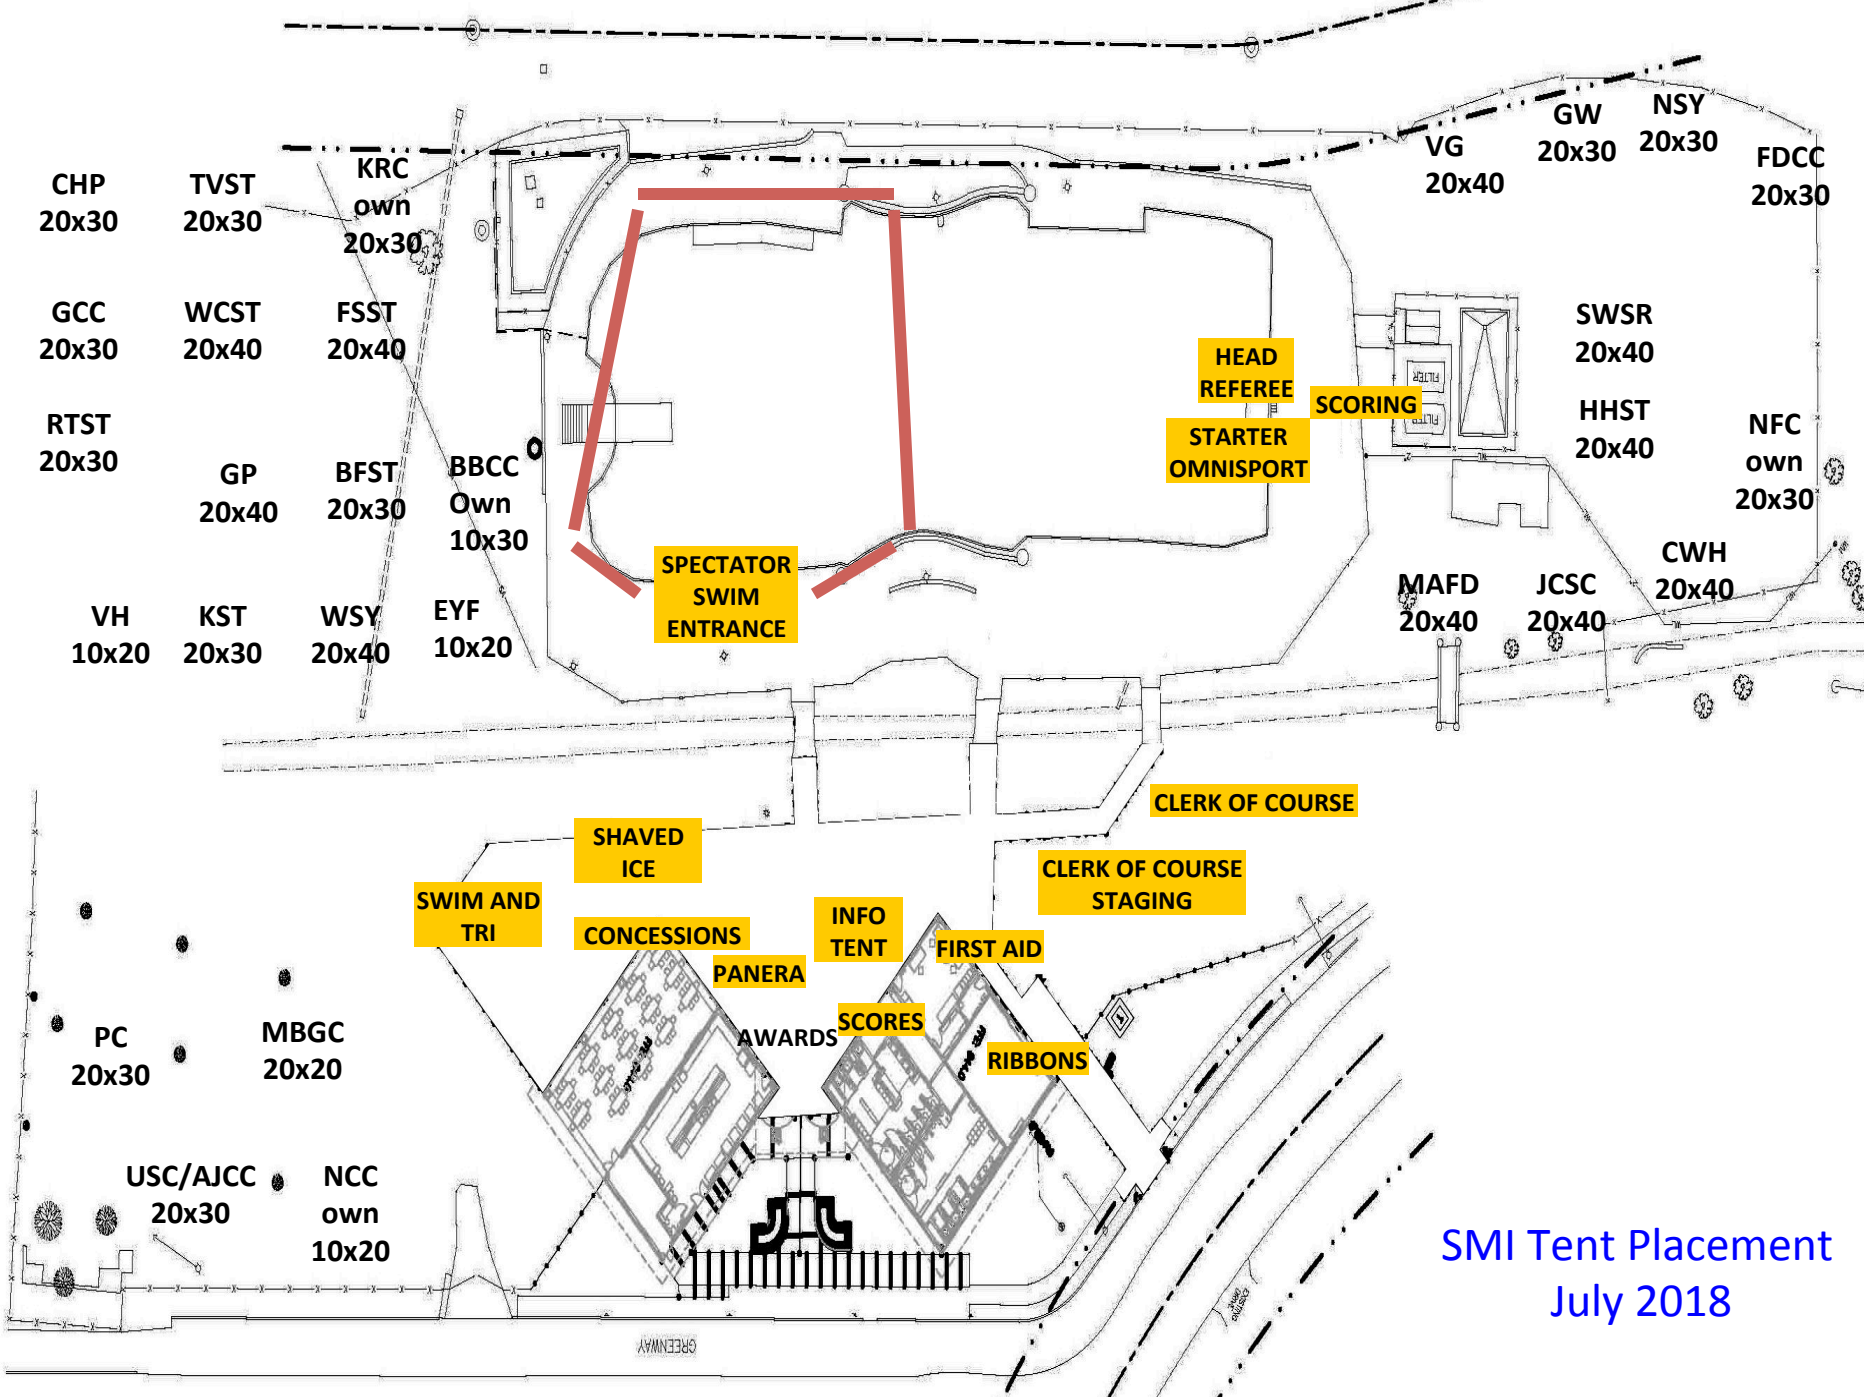 CHP
20x30
TVST
20x30
KRC
own
20x30
VG
20x40
GW
20x30
NSY
20x30
FDCC
20x30
GCC
20x30
WCST
20x40
FSST
20x40
SWSR
20x40
HEAD
REFEREE
SCORING
STARTER
OMNISPORT
FILTER
FILTER
HHST
20x40
NFC
own
20x30
RTST
20x30
GP
20x40
BFST
20x30
BBCC
Own
10x30
SPECTATOR
SWIM
ENTRANCE
MAFD
20x40
JCSC
20x40
CWH
20x40
VH
10x20
KST
20x30
WSY
20x40
EYF
10x20
CLERK OF COURSE
SHAVED
ICE
CLERK OF COURSE
STAGING
SWIM AND
TRI
CONCESSIONS
INFO
TENT
FIRST AID
PANERA
SCORES
AWARDS
RIBBONS
PC
20x30
MBGC
20x20
USC/AJCC
20x30
NCC
own
10x20
SMI Tent Placement
July 2018
EXISTING
DRIVE
GREENWAY